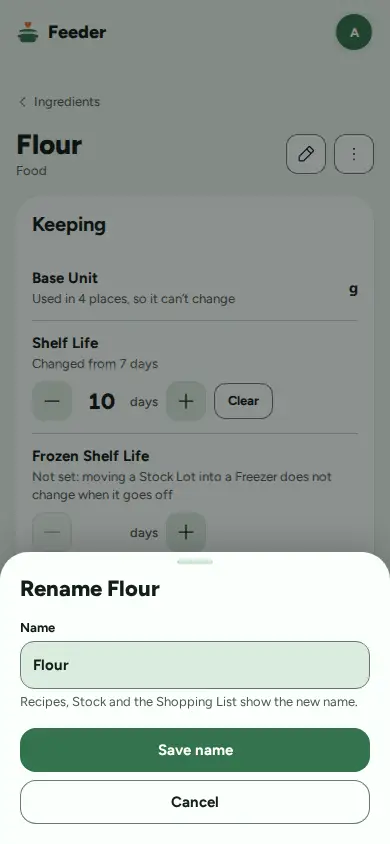 Feeder
A
Ingredients
Flour
Food
Keeping
Base Unit
Used in 4 places, so it can't change
g
Shelf Life
Changed from 7 days
10 days
Clear
Frozen Shelf Life
Not set: moving a Stock Lot into a Freezer does not
change when it goes off
days
Rename Flour
Name
Flour
Recipes, Stock and the Shopping List show the new name.
Save name
Cancel